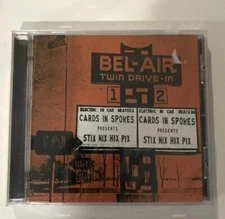 BEL-AIR
TWIN DRIVE-IN
1 2
ELECTRIC IN CAR HEATERS
CARDS IN SPOKES
PRESENTS
STIX NIX HIX PIX
ELECTRIC IN CAR HEATERS
CARDS IN SPOKES
PRESENTS
STIX NIX HIX PIX